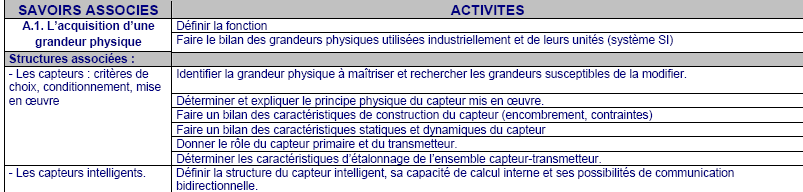 SAVOIRS ASSOCIES
ACTIVITES
A.1. L’acquisition d’une
grandeur physique
Définir la fonction
Faire le bilan des grandeurs physiques utilisées industriellement et de leurs unités (système SI)
Structures associées :
- Les capteurs : critères de
choix, conditionnement, mise
en œuvre
Identifier la grandeur physique à maîtriser et rechercher les grandeurs susceptibles de la modifier.
Déterminer et expliquer le principe physique du capteur mis en œuvre.
Faire un bilan des caractéristiques de construction du capteur (encombrement, contraintes)
Faire un bilan des caractéristiques statiques et dynamiques du capteur
Donner le rôle du capteur primaire et du transmetteur.
Déterminer les caractéristiques d’étalonnage de l’ensemble capteur-transmetteur.
- Les capteurs intelligents.
Définir la structure du capteur intelligent, sa capacité de calcul interne et ses possibilités de communication
bidirectionnelle.